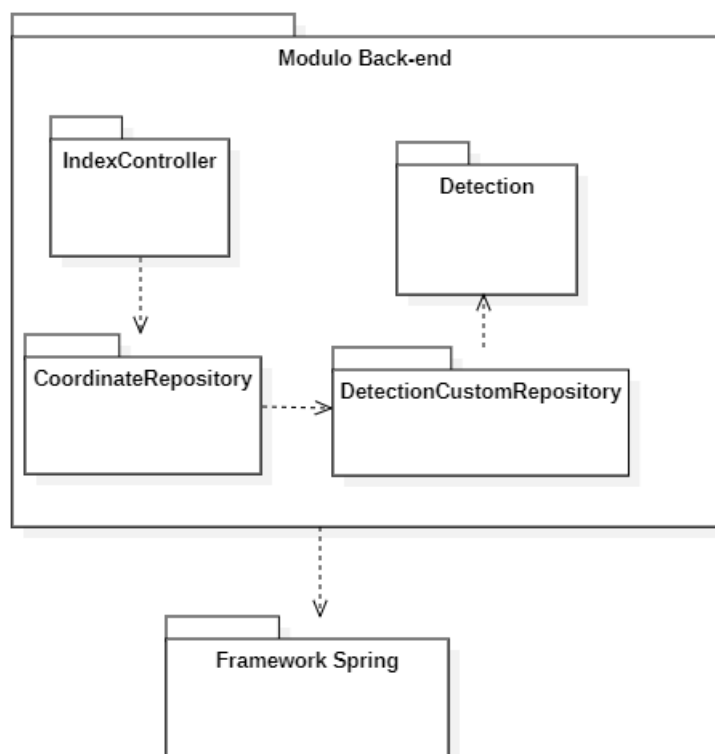 Modulo Back-end
IndexController
Detection
CoordinateRepository
DetectionCustomRepository
Framework Spring